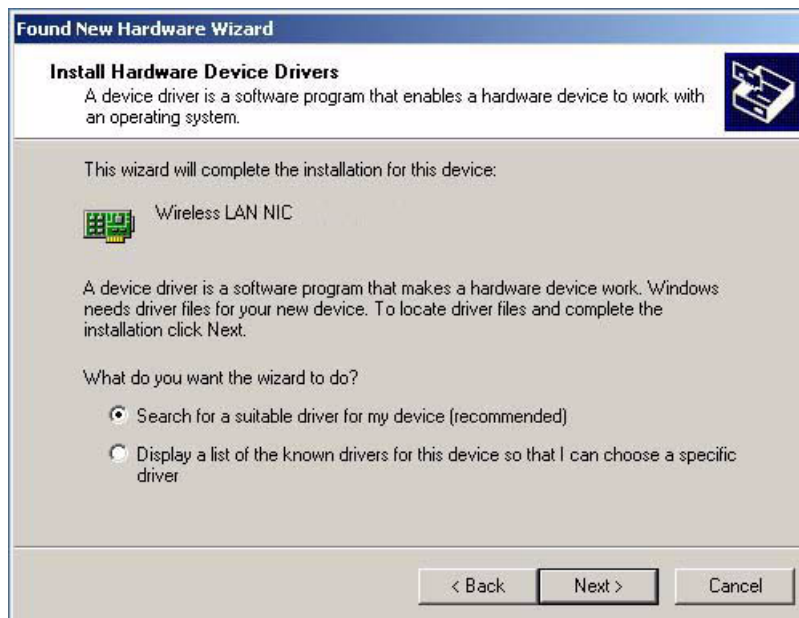 Found New Hardware Wizard
Install Hardware Device Drivers
A device driver is a software program that enables a hardware device to work with
an operating system.
This wizard will complete the installation for this device:
Wireless LAN NIC
A device driver is a software program that makes a hardware device work. Windows
needs driver files for your new device. To locate driver files and complete the
installation click Next.
What do you want the wizard to do?
Search for a suitable driver for my device (recommended)
Display a list of the known drivers for this device so that I can choose a specific
driver
< Back
Next >
Cancel